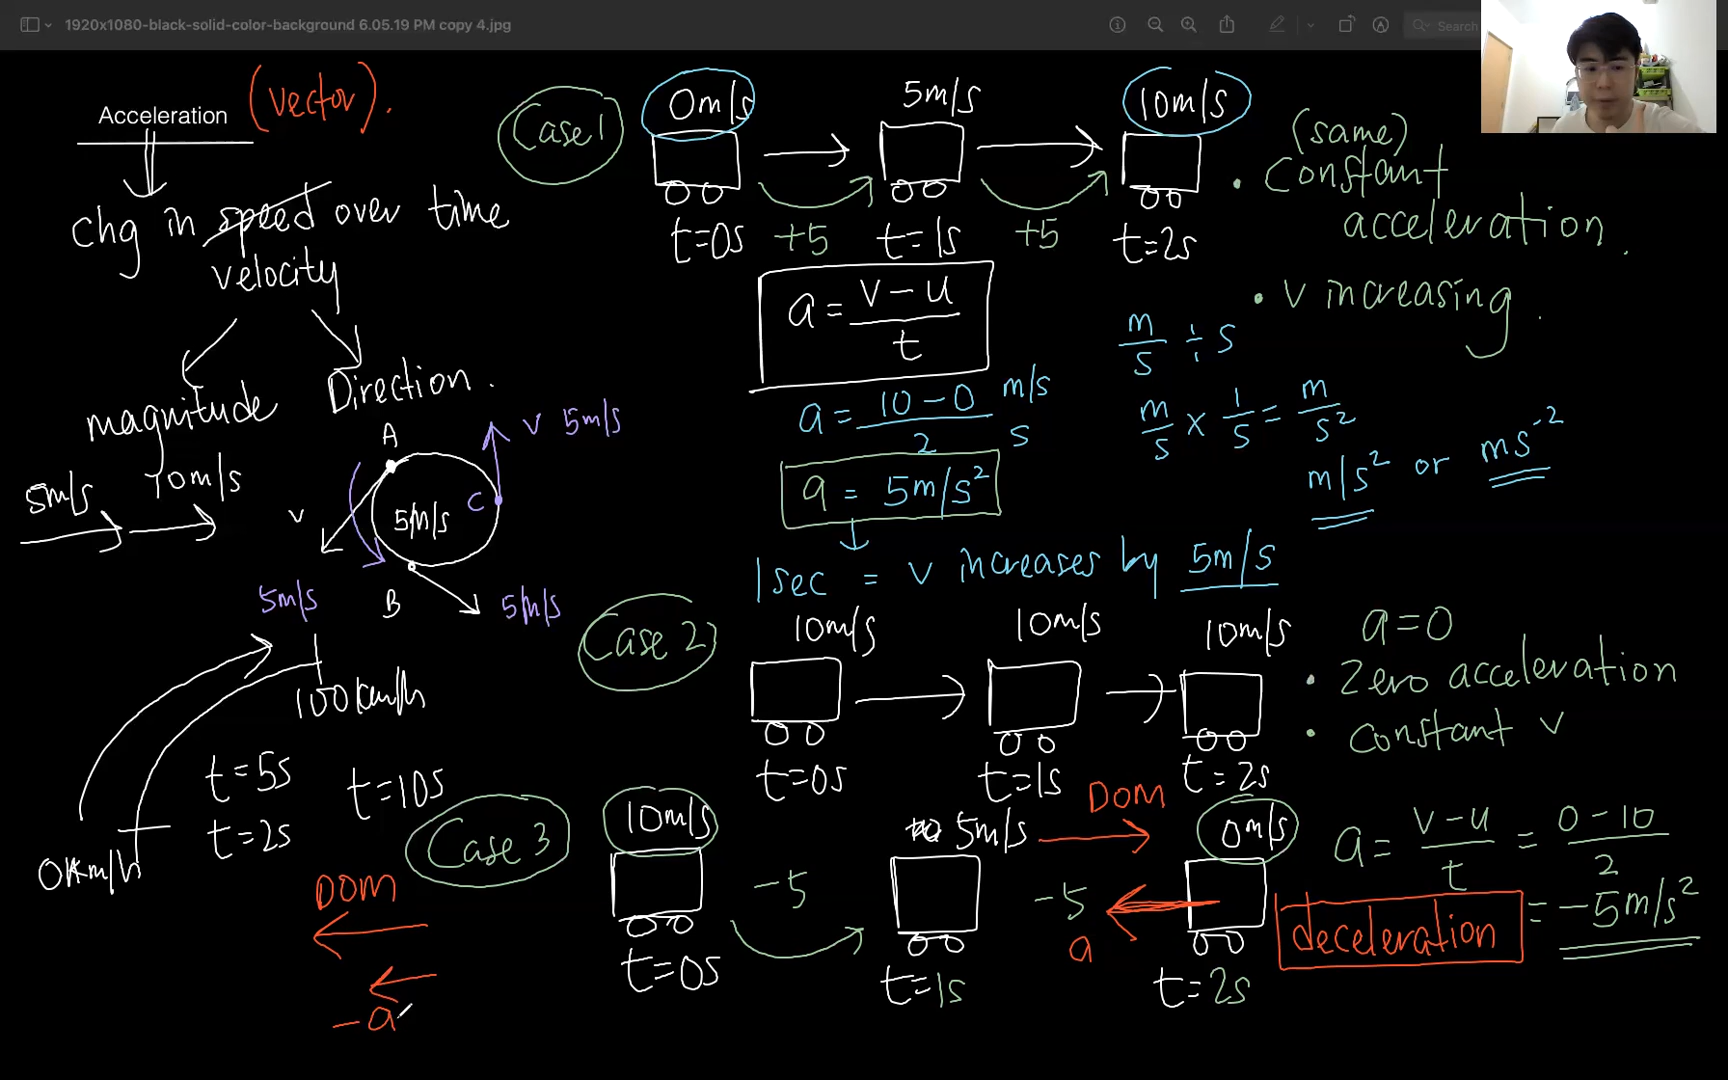 1920x1080-black-solid-color-background 6.05.19 PM copy 4.jpg
Search
Acceleration (vector).
chg in speed over time
velocity
magnitude Direction.
5m/s 10m/s
A
V 5m/s
C
5m/s
V
5m/s
B
5m/s
100km/h
t=5s t=10s
t=2s
0km/h
Case 1
0m/s 5m/s 10m/s
t=0s +5 t=1s +5 t=2s
(same)
• Constant
acceleration.
• v increasing.
a = v - u
t
a = 10 - 0 m/s
2 s
a = 5m/s²
1sec = v increases by 5m/s
m/s ÷ s
m/s × 1/s = m/s²
m/s² or ms⁻²
Case 2
10m/s 10m/s 10m/s
t=0s t=1s t=2s
a=0
• Zero acceleration
• constant v
Case 3
10m/s 5m/s 0m/s
DOM
-5 -5
a
t=0s t=1s t=2s
a = v-u/t = 0-10/2
= -5m/s²
deceleration
DOM
-a